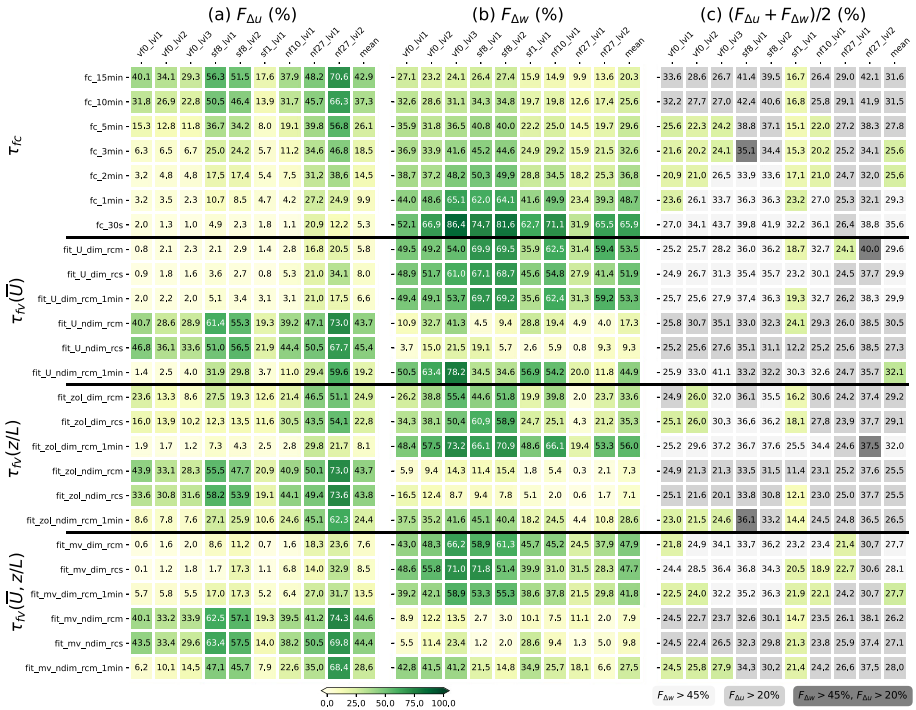 (a) F_Δu (%) (b) F_Δw (%) (c) (F_Δu + F_Δw)/2 (%)
vf0_lvl1 vf0_lvl2 vf0_lvl3 sf8_lvl1 sf8_lvl2 sf1_lvl1 nf10_lvl1 nf27_lvl1 nf27_lvl2 mean vf0_lvl1 vf0_lvl2 vf0_lvl3 sf8_lvl1 sf8_lvl2 sf1_lvl1 nf10_lvl1 nf27_lvl1 nf27_lvl2 mean vf0_lvl1 vf0_lvl2 vf0_lvl3 sf8_lvl1 sf8_lvl2 sf1_lvl1 nf10_lvl1 nf27_lvl1 nf27_lvl2 mean
τ_fc
fc_15min 40.1 34.1 29.3 56.3 51.5 17.6 37.9 48.2 70.6 42.9 27.1 23.2 24.1 26.4 27.4 15.9 14.9 9.9 13.6 20.3 33.6 28.6 26.7 41.4 39.5 16.7 26.4 29.0 42.1 31.6
fc_10min 31.8 26.9 22.8 50.5 46.4 13.9 31.7 45.7 66.3 37.3 32.6 28.6 31.1 34.3 34.8 19.7 19.8 12.6 17.4 25.6 32.2 27.7 27.0 42.4 40.6 16.8 25.8 29.1 41.9 31.5
fc_5min 15.3 12.8 11.8 36.7 34.2 8.0 19.1 39.8 56.8 26.1 35.9 31.8 36.5 40.8 40.0 22.2 25.0 14.5 19.7 29.6 25.6 22.3 24.2 38.8 37.1 15.1 22.0 27.2 38.3 27.8
fc_3min 6.3 6.5 6.7 25.0 24.2 5.7 11.2 34.6 46.8 18.5 36.9 33.9 41.6 45.2 44.6 24.9 29.2 15.9 21.5 32.6 21.6 20.2 24.1 35.1 34.4 15.3 20.2 25.2 34.1 25.6
fc_2min 3.2 4.8 4.8 17.5 17.4 5.4 7.5 31.2 38.6 14.5 38.7 37.2 48.2 50.3 49.9 28.8 34.5 18.2 25.3 36.8 20.9 21.0 26.5 33.9 33.6 17.1 21.0 24.7 32.0 25.6
fc_1min 3.2 3.5 2.3 10.7 8.5 4.7 4.2 27.2 24.9 9.9 44.0 48.6 65.1 62.0 64.1 41.6 49.9 23.4 39.3 48.7 23.6 26.1 33.7 36.3 36.3 23.2 27.0 25.3 32.1 29.3
fc_30s 2.0 1.3 1.0 4.9 2.3 1.8 1.1 20.9 12.2 5.3 52.1 66.9 86.4 74.7 81.6 62.7 71.1 31.9 65.5 65.9 27.0 34.1 43.7 39.8 41.9 32.2 36.1 26.4 38.8 35.6
τ_fv(U)
fit_U_dim_rcm 0.8 2.1 2.3 2.1 2.9 1.4 2.8 16.8 20.5 5.8 49.5 49.2 54.0 69.9 69.5 35.9 62.5 31.4 59.4 53.5 25.2 25.7 28.2 36.0 36.2 18.7 32.7 24.1 40.0 29.6
fit_U_dim_rcs 0.9 1.8 1.6 3.6 2.7 0.8 5.3 21.0 34.1 8.0 48.9 51.7 61.0 67.1 68.7 45.6 54.8 27.9 41.4 51.9 24.9 26.7 31.3 35.4 35.7 23.2 30.1 24.5 37.7 29.9
fit_U_dim_rcm_1min 2.0 2.2 2.0 5.1 3.4 3.1 3.1 21.0 17.5 6.6 49.4 49.1 53.7 69.7 69.2 35.6 62.4 31.3 59.2 53.3 25.7 25.6 27.9 37.4 36.3 19.3 32.7 26.2 38.3 29.9
fit_U_ndim_rcm 40.7 28.6 28.9 61.4 55.3 19.3 39.2 47.1 73.0 43.7 10.9 32.7 41.3 4.5 9.4 28.8 19.4 4.9 4.0 17.3 25.8 30.7 35.1 33.0 32.3 24.1 29.3 26.0 38.5 30.5
fit_U_ndim_rcs 46.8 36.1 33.6 51.0 56.5 21.9 44.4 50.5 67.7 45.4 3.7 15.0 21.5 19.1 5.7 2.6 5.9 0.8 9.3 9.3 25.2 25.6 27.6 35.1 31.1 12.2 25.2 25.6 38.5 27.3
fit_U_ndim_rcm_1min 1.4 2.5 4.0 31.9 29.8 3.7 11.0 29.4 59.6 19.2 50.5 63.4 78.2 34.5 34.6 56.9 54.2 20.0 11.8 44.9 25.9 33.0 41.1 33.2 32.2 30.3 32.6 24.7 35.7 32.1
τ_fv(z/L)
fit_zol_dim_rcm 23.6 13.3 8.6 27.5 19.3 12.6 21.4 46.5 51.1 24.9 26.2 38.8 55.4 44.6 51.8 19.9 39.8 2.0 23.7 33.6 24.9 26.0 32.0 36.1 35.5 16.2 30.6 24.2 37.4 29.2
fit_zol_dim_rcs 16.0 13.9 10.2 12.3 13.5 11.6 30.5 43.5 54.1 22.8 34.3 38.1 50.4 60.9 58.9 24.7 25.1 4.3 21.2 35.3 25.1 26.0 30.3 36.6 36.2 18.1 27.8 23.9 37.7 29.1
fit_zol_dim_rcm_1min 1.9 1.7 1.2 7.3 4.3 2.5 2.8 29.8 21.7 8.1 48.4 57.5 73.2 66.1 70.9 48.6 66.1 19.4 53.3 56.0 25.2 29.6 37.2 36.7 37.6 25.5 34.4 24.6 37.5 32.0
fit_zol_ndim_rcm 43.9 33.1 28.3 55.5 47.7 20.9 40.9 50.1 73.0 43.7 5.9 9.4 14.3 11.4 15.4 1.8 5.4 0.3 2.1 7.3 24.9 21.3 21.3 33.5 31.5 11.4 23.1 25.2 37.6 25.5
fit_zol_ndim_rcs 33.6 30.8 31.6 58.2 53.9 19.1 44.1 49.4 73.6 43.8 16.5 12.4 8.7 9.4 7.8 5.1 2.0 0.6 1.7 7.1 25.1 21.6 20.1 33.8 30.8 12.1 23.0 25.0 37.7 25.5
fit_zol_ndim_rcm_1min 8.6 7.8 7.6 27.1 25.9 10.6 24.6 45.1 62.3 24.4 37.5 35.2 41.6 45.1 40.4 18.2 24.5 4.4 10.8 28.6 23.0 21.5 24.6 36.1 33.2 14.4 24.5 24.8 36.5 26.5
τ_fv(U, z/L)
fit_mv_dim_rcm 0.6 1.6 2.0 8.6 11.2 0.7 1.6 18.3 23.6 7.6 43.0 48.3 66.2 58.9 61.3 45.7 45.2 24.5 37.9 47.9 21.8 24.9 34.1 33.7 36.2 23.2 23.4 21.4 30.7 27.7
fit_mv_dim_rcs 0.1 1.2 1.8 1.7 17.3 1.1 6.8 14.0 32.9 8.5 48.6 55.7 71.0 71.8 49.3 39.8 31.2 31.5 28.3 47.7 24.4 28.5 36.4 36.8 33.3 20.5 18.9 22.7 30.6 28.1
fit_mv_dim_rcm_1min 5.7 5.8 5.5 17.0 17.3 5.2 6.4 27.0 31.7 13.5 39.2 42.1 58.9 53.3 55.3 38.6 37.8 21.5 29.8 41.8 22.5 24.0 32.2 35.2 36.3 21.9 22.1 24.2 30.7 27.7
fit_mv_ndim_rcm 40.1 33.2 29.3 62.5 57.1 19.3 39.5 41.2 74.3 44.6 8.9 12.2 13.5 2.7 4.0 10.1 7.5 11.1 2.0 7.9 24.5 22.7 23.7 32.6 30.6 14.7 23.5 26.1 38.1 26.2
fit_mv_ndim_rcs 43.5 33.4 29.6 63.4 57.5 14.0 38.2 50.5 69.8 44.4 5.5 11.4 23.4 1.2 2.0 28.6 9.4 1.3 5.0 9.8 24.5 22.4 26.5 32.3 29.8 21.3 23.8 25.9 37.4 27.1
fit_mv_ndim_rcm_1min 6.2 10.1 14.5 47.1 45.7 7.9 22.6 35.0 68.4 28.6 42.8 41.5 41.2 21.5 14.8 34.9 25.7 18.1 6.6 27.5 24.5 25.8 27.9 34.3 30.2 21.4 24.2 26.6 37.5 28.0
0,0 25,0 50,0 75,0 100,0
F_Δw > 45% F_Δu > 20% F_Δw > 45%, F_Δu > 20%